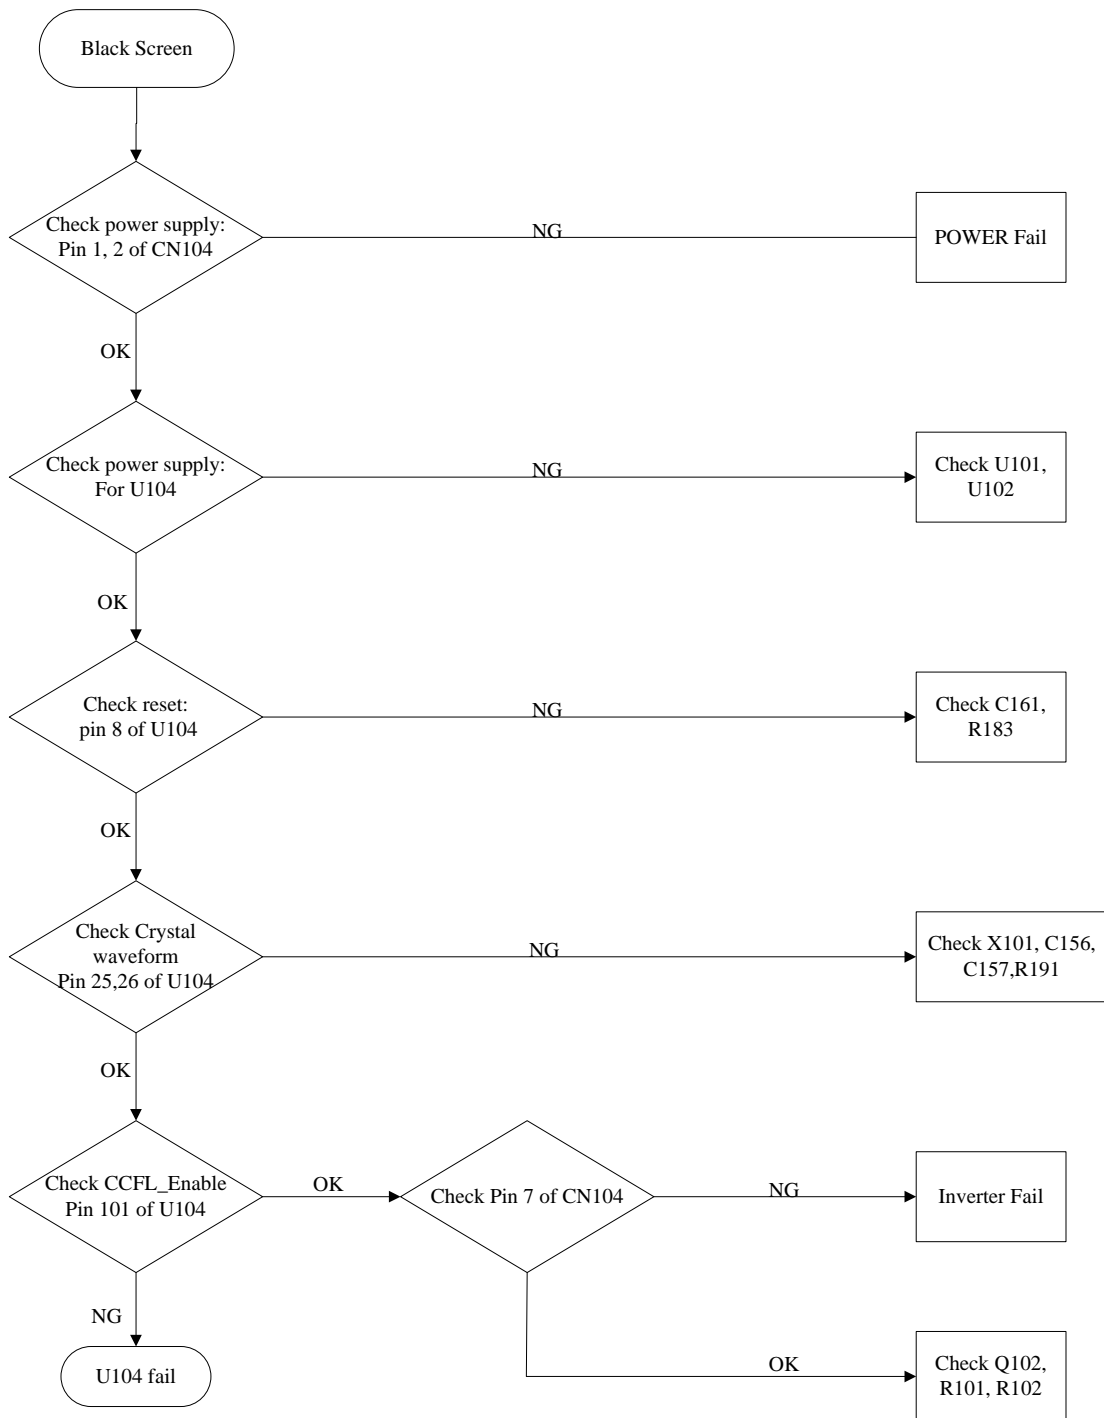 Black Screen
Check power supply:
Pin 1, 2 of CN104
NG
POWER Fail
OK
Check power supply:
For U104
NG
Check U101,
U102
OK
Check reset:
pin 8 of U104
NG
Check C161,
R183
OK
Check Crystal
waveform
Pin 25,26 of U104
NG
Check X101, C156,
C157,R191
OK
Check CCFL_Enable
Pin 101 of U104
OK
Check Pin 7 of CN104
NG
Inverter Fail
NG
U104 fail
OK
Check Q102,
R101, R102